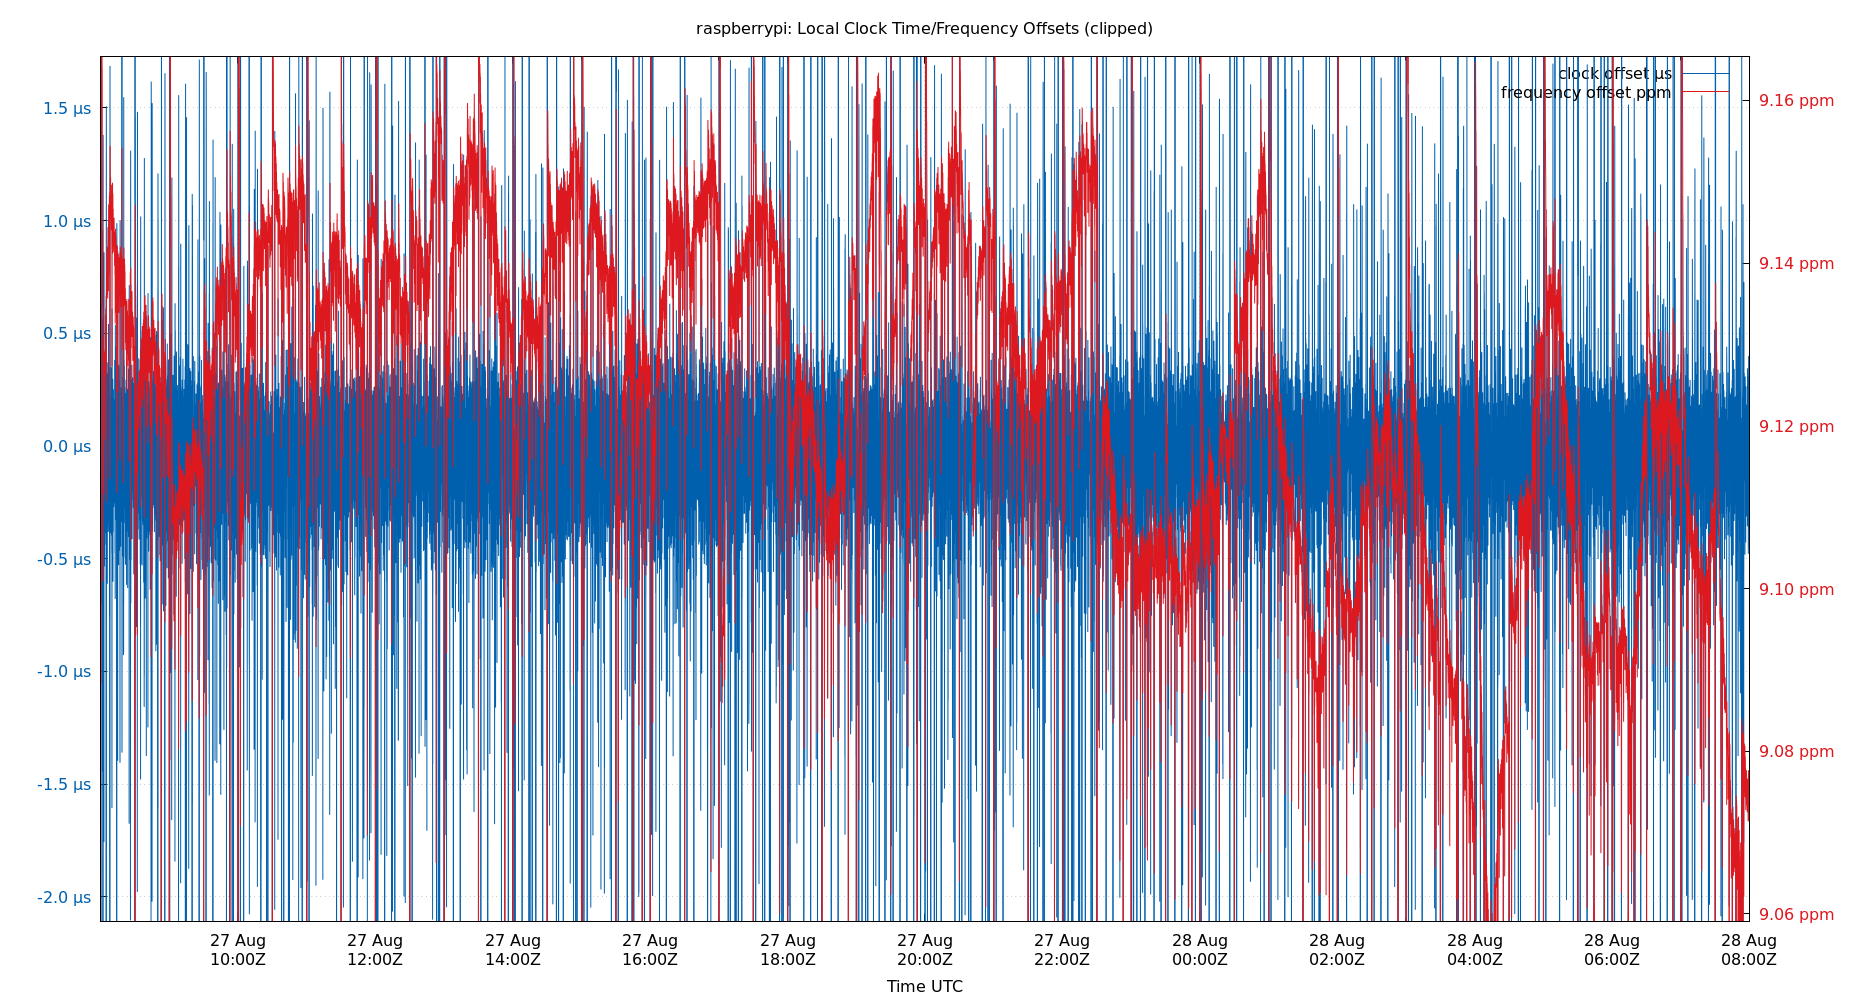 raspberrypi: Local Clock Time/Frequency Offsets (clipped)
clock offset µs
frequency offset ppm
1.5 µs
1.0 µs
0.5 µs
0.0 µs
-0.5 µs
-1.0 µs
-1.5 µs
-2.0 µs
9.16 ppm
9.14 ppm
9.12 ppm
9.10 ppm
9.08 ppm
9.06 ppm
27 Aug 27 Aug 27 Aug 27 Aug 27 Aug 27 Aug 27 Aug 28 Aug 28 Aug 28 Aug 28 Aug 28 Aug
10:00Z 12:00Z 14:00Z 16:00Z 18:00Z 20:00Z 22:00Z 00:00Z 02:00Z 04:00Z 06:00Z 08:00Z
Time UTC